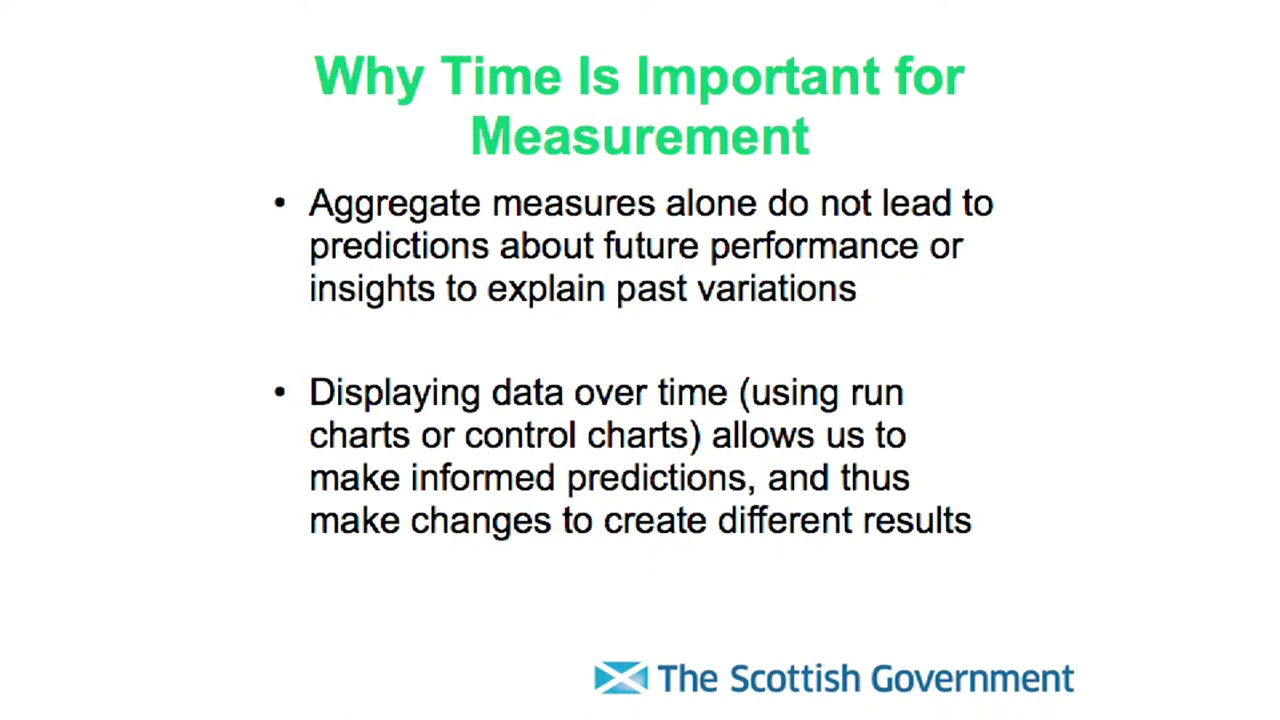 Why Time Is Important for
Measurement
• Aggregate measures alone do not lead to
predictions about future performance or
insights to explain past variations
• Displaying data over time (using run
charts or control charts) allows us to
make informed predictions, and thus
make changes to create different results
The Scottish Government